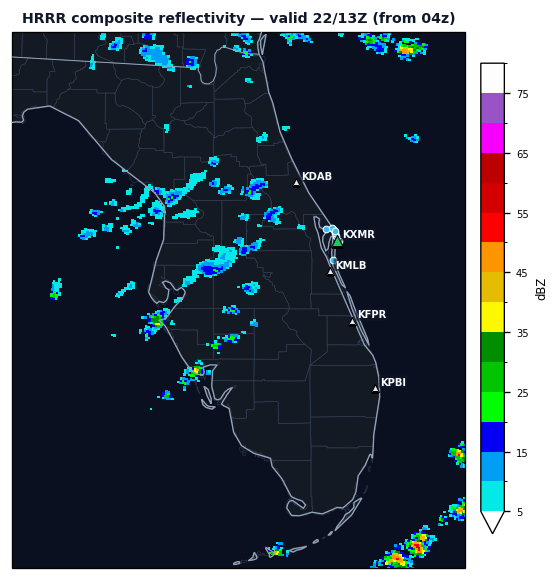 HRRR composite reflectivity — valid 22/13Z (from 04z)
KDAB
KXMR
KMLB
KFPR
KPBI
75
65
55
45
35
25
15
5
dBZ